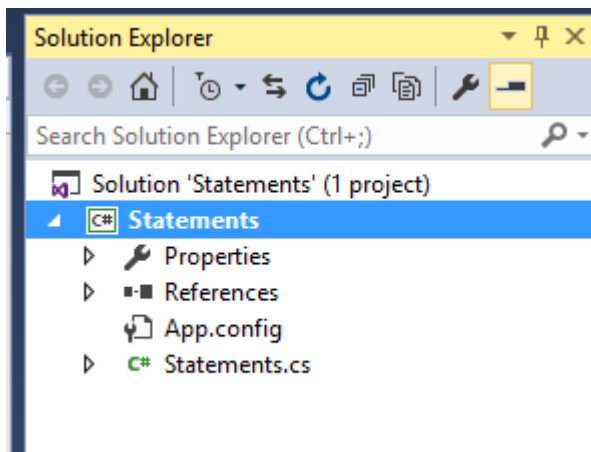 Solution Explorer
Search Solution Explorer (Ctrl+;)
Solution 'Statements' (1 project)
C# Statements
Properties
References
App.config
C# Statements.cs